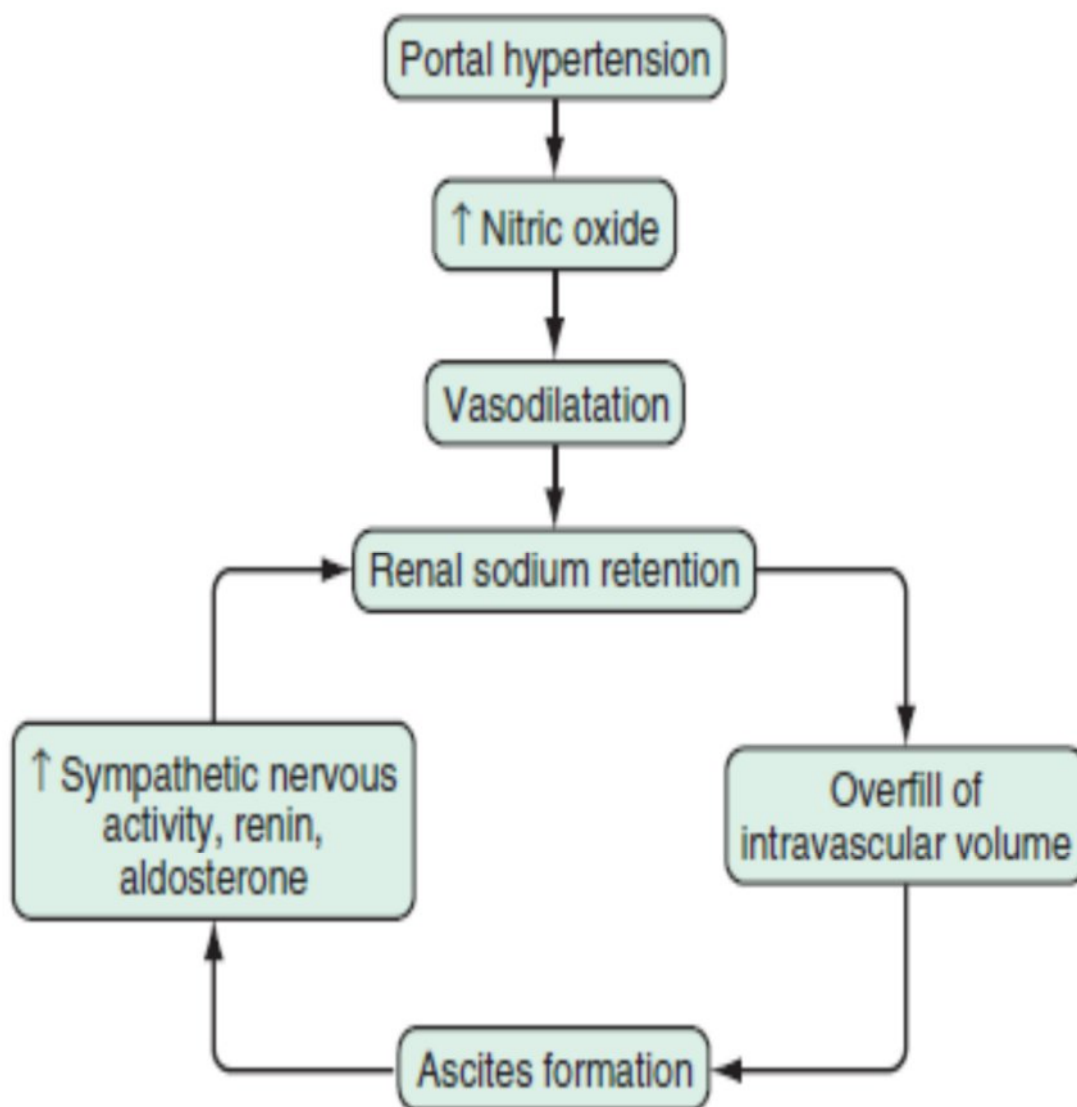 Portal hypertension
↑ Nitric oxide
Vasodilatation
Renal sodium retention
↑ Sympathetic nervous
activity, renin,
aldosterone
Overfill of
intravascular volume
Ascites formation